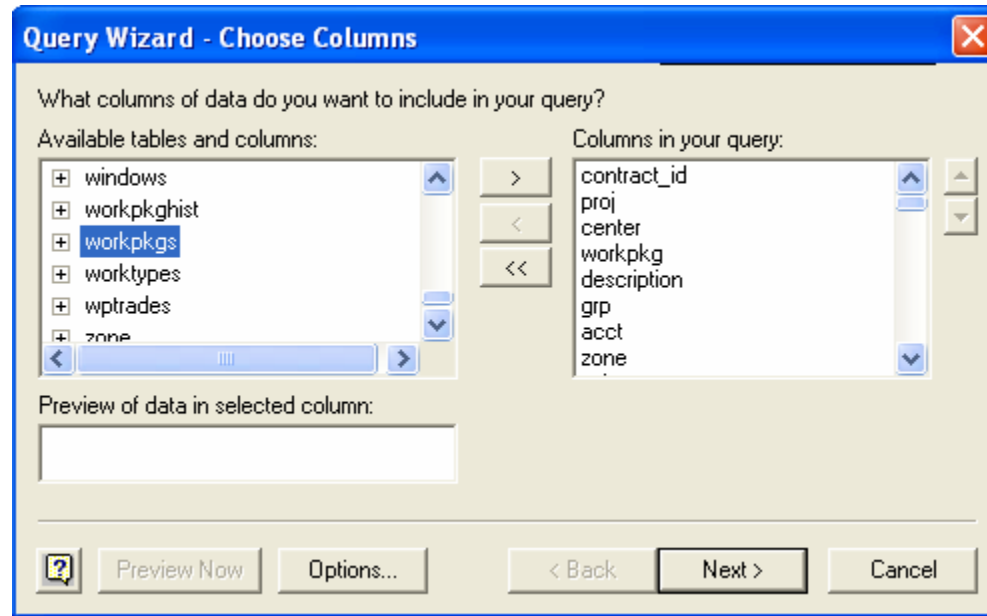 Query Wizard - Choose Columns
What columns of data do you want to include in your query?
Available tables and columns:
windows
workpkghist
workpkgs
worktypes
wptrades
zone
>
<
<<
Columns in your query:
contract_id
proj
center
workpkg
description
grp
acct
zone
Preview of data in selected column:
?
Preview Now
Options...
< Back
Next >
Cancel